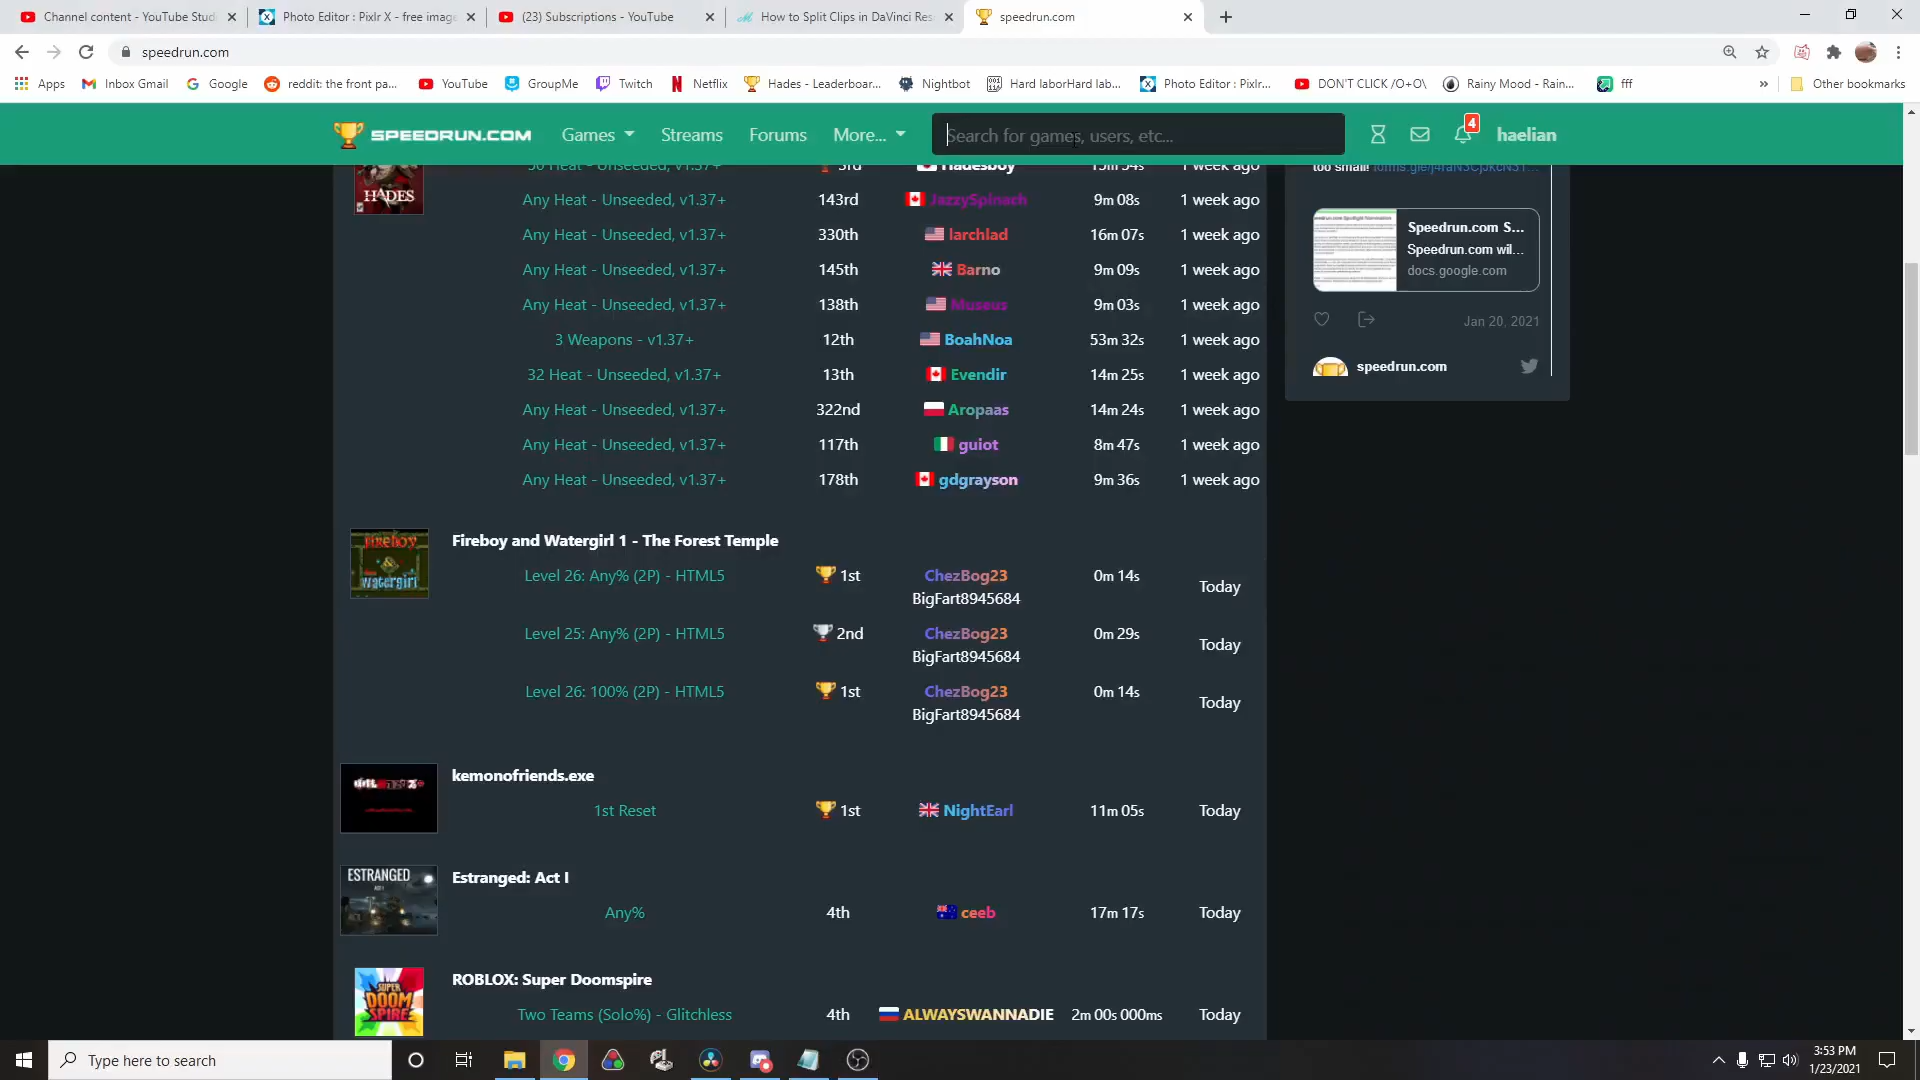 Channel content - YouTube Stud
Photo Editor : Pixlr X - free image
(23) Subscriptions - YouTube
How to Split Clips in DaVinci Res
speedrun.com
speedrun.com
Apps
Inbox Gmail
Google
reddit: the front pa...
YouTube
GroupMe
Twitch
Netflix
Hades - Leaderboar...
Nightbot
Hard laborHard lab...
Photo Editor : Pixlr...
DON'T CLICK /O+O\
Rainy Mood - Rain...
fff
»
Other bookmarks
SPEEDRUN.COM
Games
Streams
Forums
More...
Search for games, users, etc...
4
haelian
HADES
3rd Hadesboy 1 week ago
Any Heat - Unseeded, v1.37+ 143rd JazzySpinach 9m 08s 1 week ago
Any Heat - Unseeded, v1.37+ 330th larchlad 16m 07s 1 week ago
Any Heat - Unseeded, v1.37+ 145th Barno 9m 09s 1 week ago
Any Heat - Unseeded, v1.37+ 138th Museus 9m 03s 1 week ago
3 Weapons - v1.37+ 12th BoahNoa 53m 32s 1 week ago
32 Heat - Unseeded, v1.37+ 13th Evendir 14m 25s 1 week ago
Any Heat - Unseeded, v1.37+ 322nd Aropaas 14m 24s 1 week ago
Any Heat - Unseeded, v1.37+ 117th guiot 8m 47s 1 week ago
Any Heat - Unseeded, v1.37+ 178th gdgrayson 9m 36s 1 week ago
too small!
Speedrun.com S...
Speedrun.com wil...
docs.google.com
Jan 20, 2021
speedrun.com
fireboy
watergirl
Fireboy and Watergirl 1 - The Forest Temple
Level 26: Any% (2P) - HTML5 1st ChezBog23 0m 14s Today
BigFart8945684
Level 25: Any% (2P) - HTML5 2nd ChezBog23 0m 29s Today
BigFart8945684
Level 26: 100% (2P) - HTML5 1st ChezBog23 0m 14s Today
BigFart8945684
kemonofriends.exe
1st Reset 1st NightEarl 11m 05s Today
ESTRANGED
ACT I
Estranged: Act I
Any% 4th ceeb 17m 17s Today
SUPER
DOOM
SPIRE
ROBLOX: Super Doomspire
Two Teams (Solo%) - Glitchless 4th ALWAYSWANNADIE 2m 00s 000ms Today
Type here to search
3:53 PM
1/23/2021